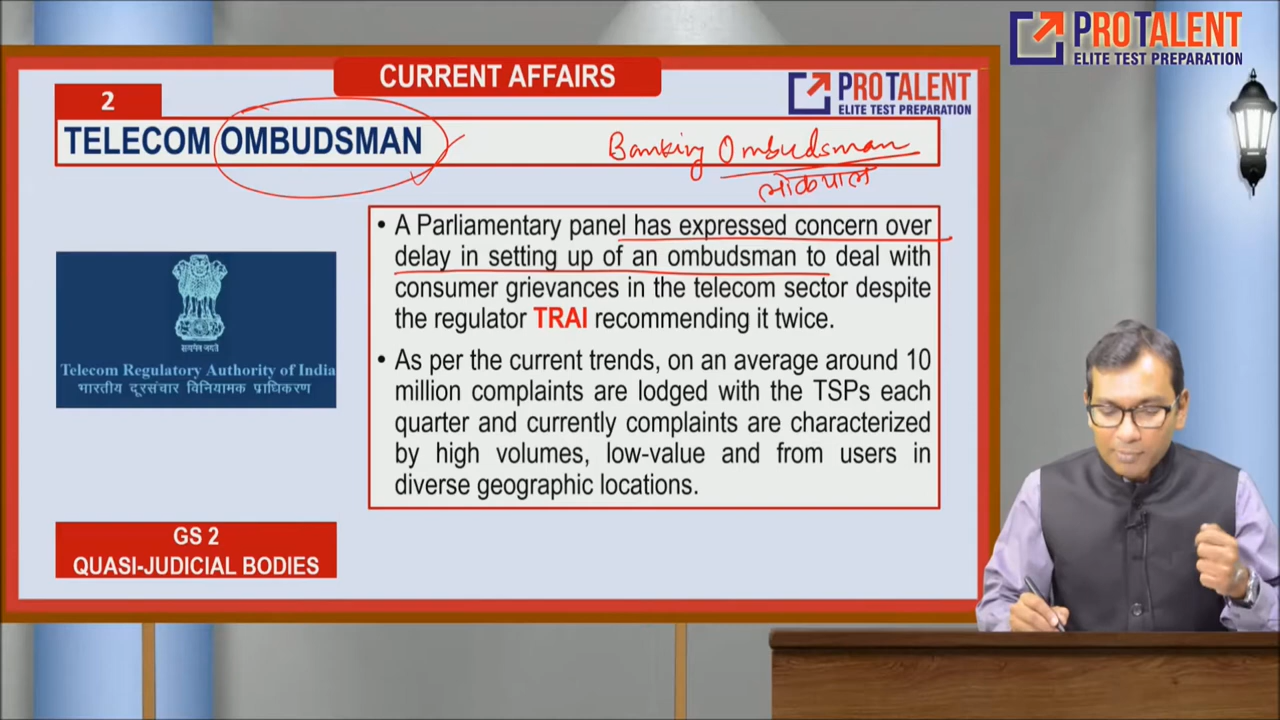 PROTALENT
ELITE TEST PREPARATION
CURRENT AFFAIRS
PROTALENT
ELITE TEST PREPARATION
2
TELECOM OMBUDSMAN
Banking Ombudsman
लोकपाल
• A Parliamentary panel has expressed concern over
delay in setting up of an ombudsman to deal with
consumer grievances in the telecom sector despite
the regulator TRAI recommending it twice.
• As per the current trends, on an average around 10
million complaints are lodged with the TSPs each
quarter and currently complaints are characterized
by high volumes, low-value and from users in
diverse geographic locations.
सत्यमेव जयते
Telecom Regulatory Authority of India
भारतीय दूरसंचार विनियामक प्राधिकरण
GS 2
QUASI-JUDICIAL BODIES